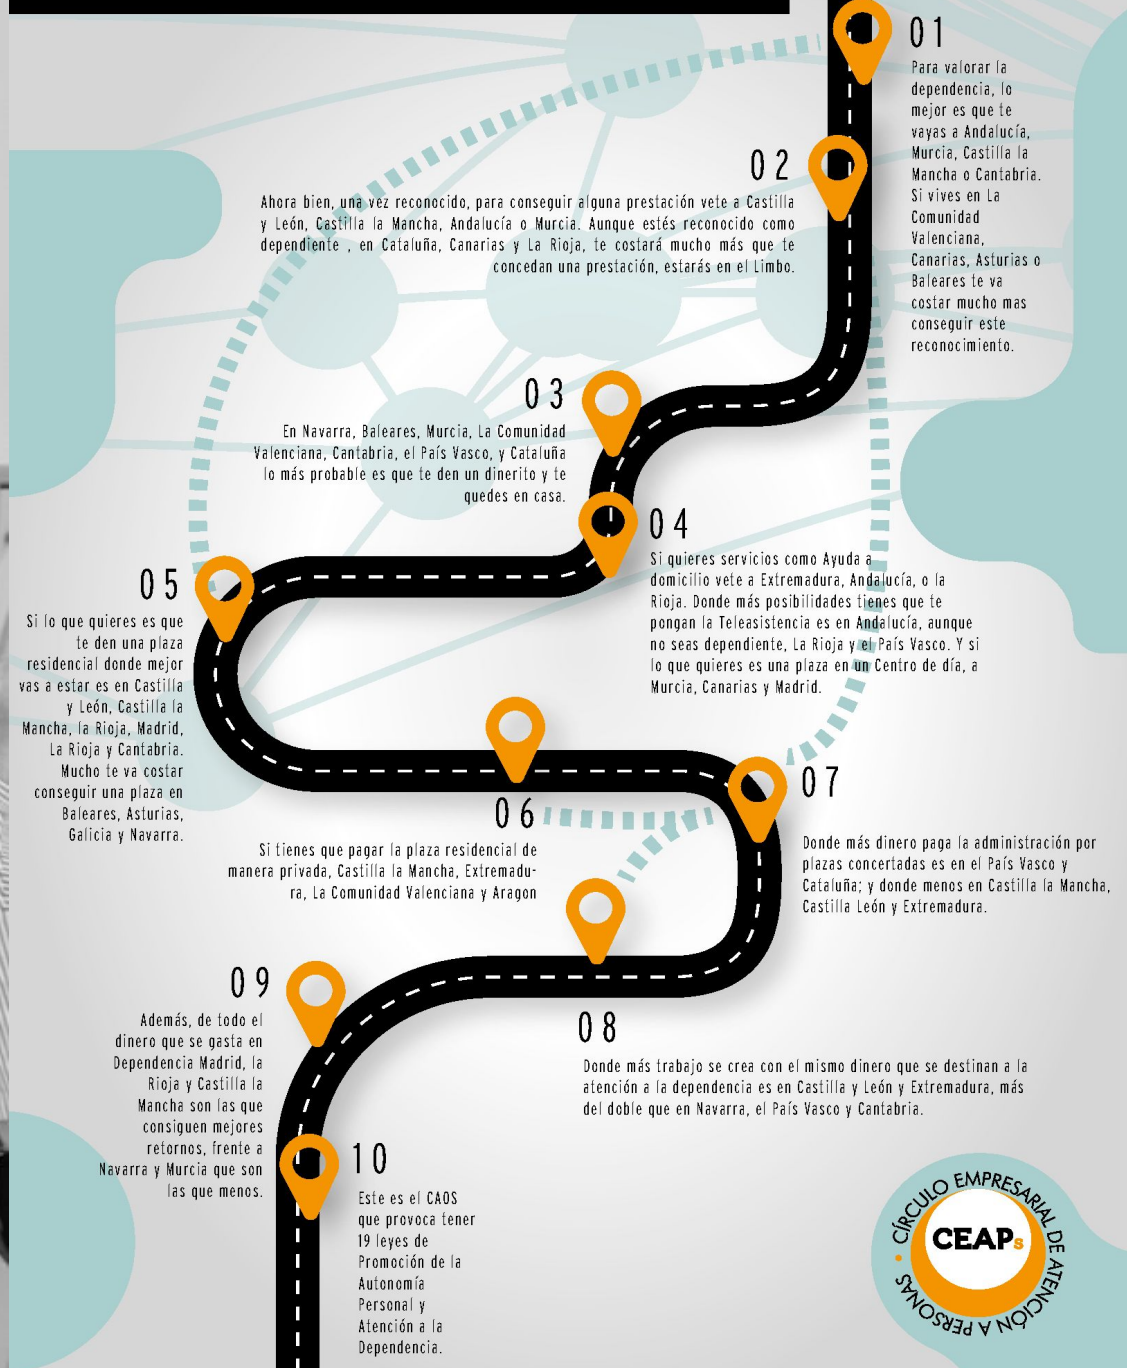 01
Para valorar la
dependencia, lo
mejor es que te
vayas a Andalucía,
Murcia, Castilla la
Mancha o Cantabria.
Si vives en La
Comunidad
Valenciana,
Canarias, Asturias o
Baleares te va
costar mucho mas
conseguir este
reconocimiento.
02
Ahora bien, una vez reconocido, para conseguir alguna prestación vete a Castilla
y León, Castilla la Mancha, Andalucía o Murcia. Aunque estés reconocido como
dependiente , en Cataluña, Canarias y La Rioja, te costará mucho más que te
concedan una prestación, estarás en el Limbo.
03
En Navarra, Baleares, Murcia, La Comunidad
Valenciana, Cantabria, el País Vasco, y Cataluña
lo más probable es que te den un dinerito y te
quedes en casa.
04
Si quieres servicios como Ayuda a
domicilio vete a Extremadura, Andalucía, o la
Rioja. Donde más posibilidades tienes que te
pongan la Teleasistencia es en Andalucía, aunque
no seas dependiente, La Rioja y el País Vasco. Y si
lo que quieres es una plaza en un Centro de día, a
Murcia, Canarias y Madrid.
05
Si lo que quieres es que
te den una plaza
residencial donde mejor
vas a estar es en Castilla
y León, Castilla la
Mancha, la Rioja, Madrid,
La Rioja y Cantabria.
Mucho te va costar
conseguir una plaza en
Baleares, Asturias,
Galicia y Navarra.
06
Si tienes que pagar la plaza residencial de
manera privada, Castilla la Mancha, Extremadu-
ra, La Comunidad Valenciana y Aragon
07
Donde más dinero paga la administración por
plazas concertadas es en el País Vasco y
Cataluña; y donde menos en Castilla la Mancha,
Castilla León y Extremadura.
08
Donde más trabajo se crea con el mismo dinero que se destinan a la
atención a la dependencia es en Castilla y León y Extremadura, más
del doble que en Navarra, el País Vasco y Cantabria.
09
Además, de todo el
dinero que se gasta en
Dependencia Madrid, la
Rioja y Castilla la
Mancha son las que
consiguen mejores
retornos, frente a
Navarra y Murcia que son
las que menos.
10
Este es el CAOS
que provoca tener
19 leyes de
Promoción de la
Autonomía
Personal y
Atención a la
Dependencia.
CÍRCULO EMPRESARIAL DE ATENCIÓN A PERSONAS
CEAPs